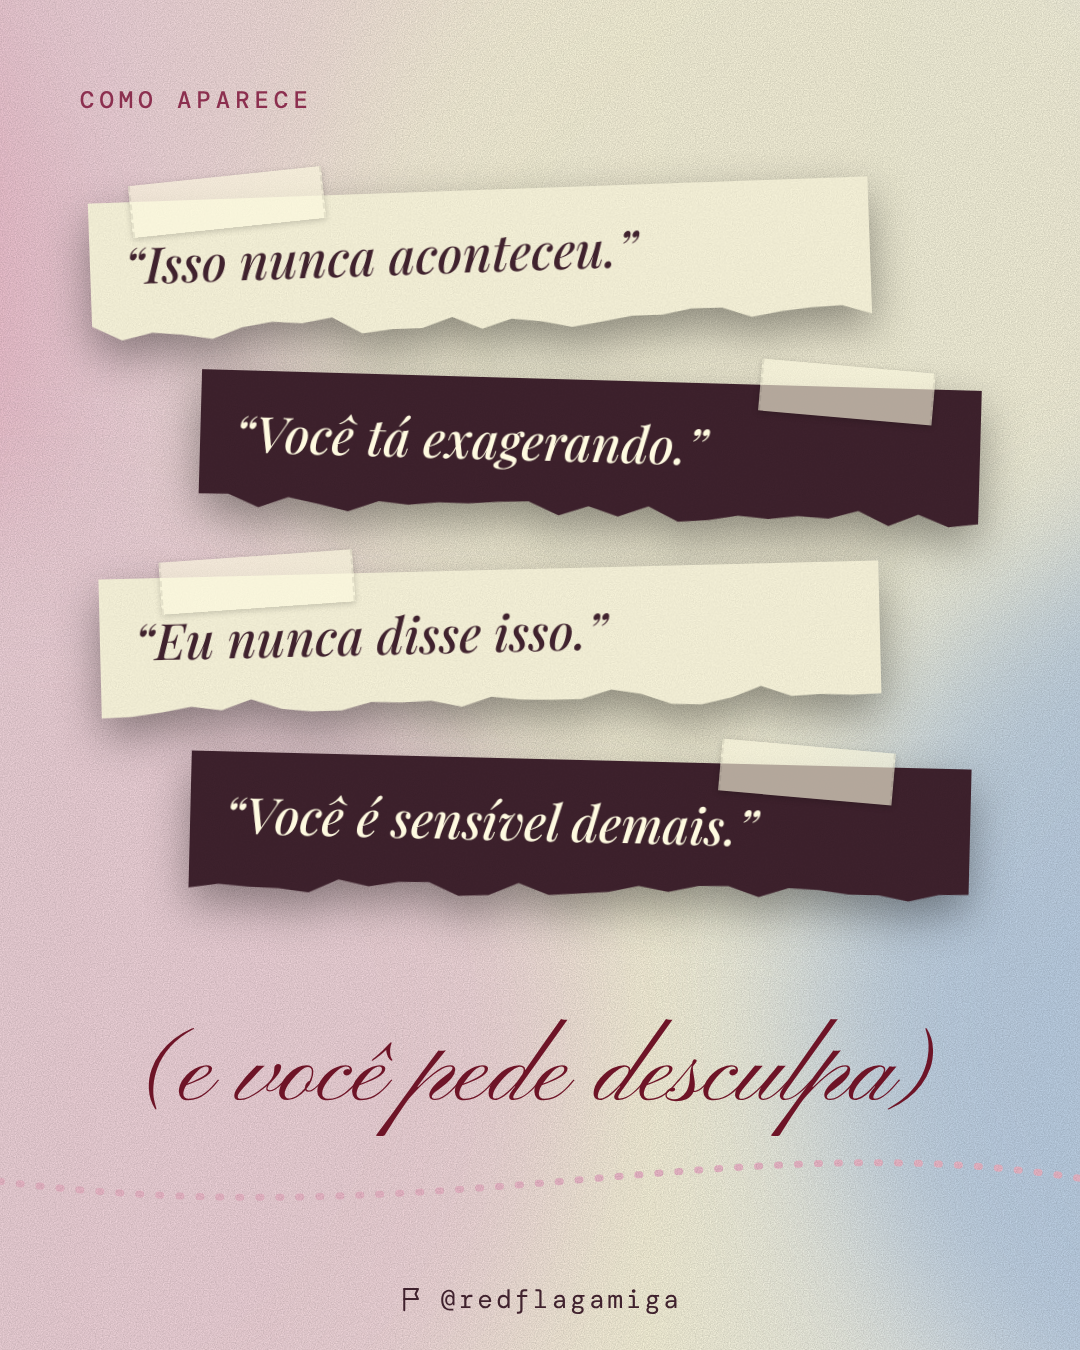 COMO APARECE
“Isso nunca aconteceu.”
“Você tá exagerando.”
“Eu nunca disse isso.”
“Você é sensível demais.”
(e você pede desculpa)
@redflagamiga